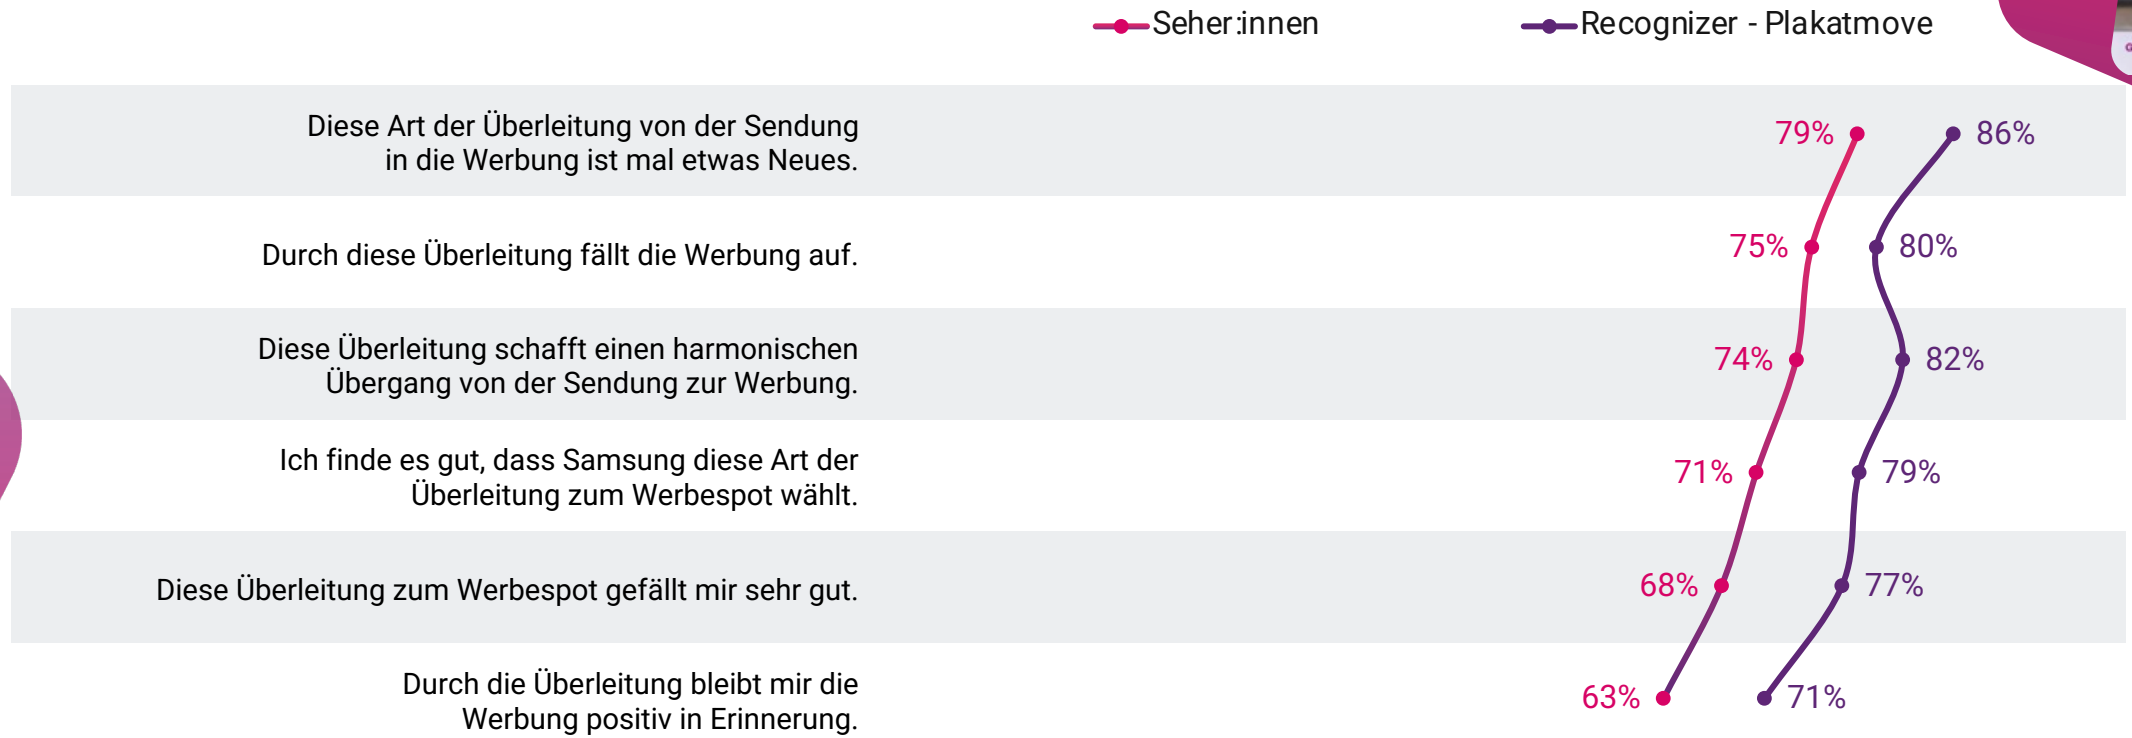 Seher:innen
Recognizer - Plakatmove
Diese Art der Überleitung von der Sendung
in die Werbung ist mal etwas Neues.
79%
86%
Durch diese Überleitung fällt die Werbung auf.
75%
80%
Diese Überleitung schafft einen harmonischen
Übergang von der Sendung zur Werbung.
74%
82%
Ich finde es gut, dass Samsung diese Art der
Überleitung zum Werbespot wählt.
71%
79%
Diese Überleitung zum Werbespot gefällt mir sehr gut.
68%
77%
Durch die Überleitung bleibt mir die
Werbung positiv in Erinnerung.
63%
71%